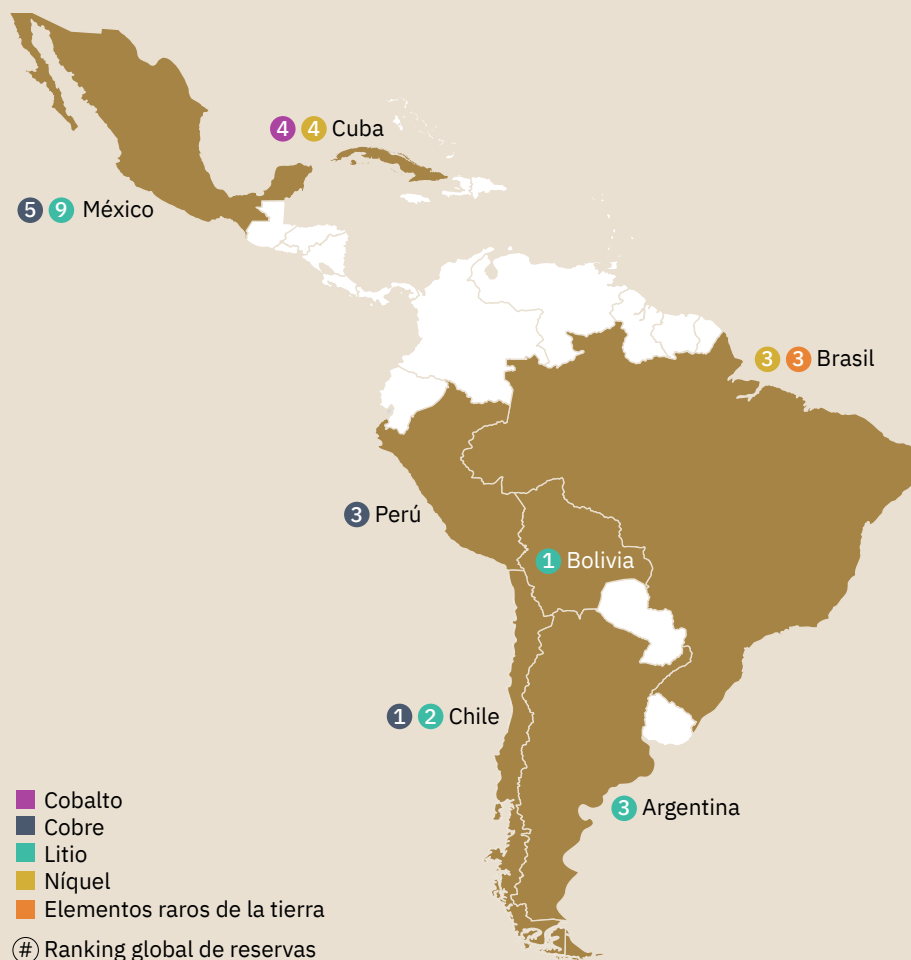 4 4 Cuba
5 9 México
3 3 Brasil
3 Perú
1 Bolivia
1 2 Chile
3 Argentina
Cobalto
Cobre
Litio
Níquel
Elementos raros de la tierra
# Ranking global de reservas